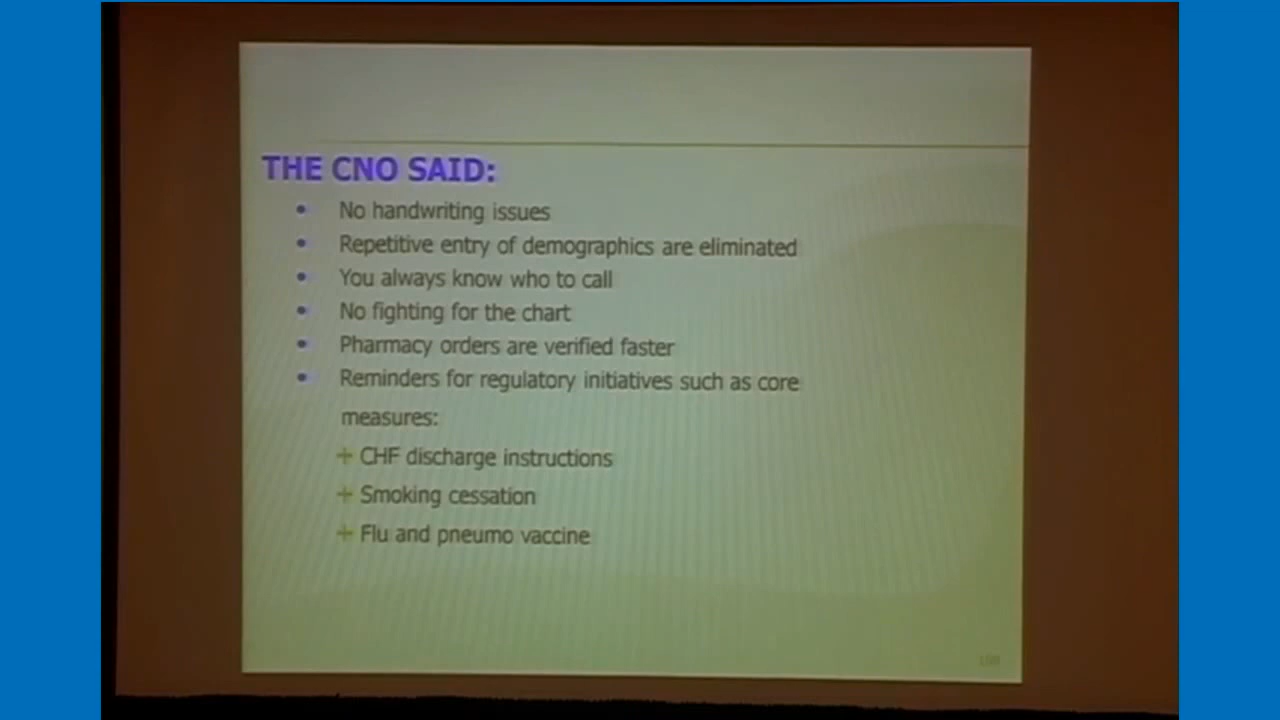 THE CNO SAID:
• No handwriting issues
• Repetitive entry of demographics are eliminated
• You always know who to call
• No fighting for the chart
• Pharmacy orders are verified faster
• Reminders for regulatory initiatives such as core
measures:
+ CHF discharge instructions
+ Smoking cessation
+ Flu and pneumo vaccine